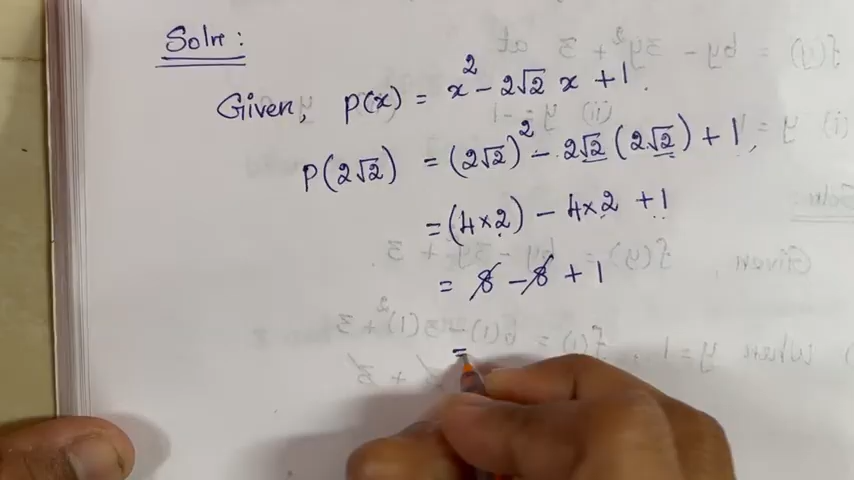 Soln :
Given, P(x) = x² - 2√2 x + 1.
P(2√2) = (2√2)² - 2√2 (2√2) + 1,
= (4×2) - 4×2 + 1
= 8 - 8 + 1
=